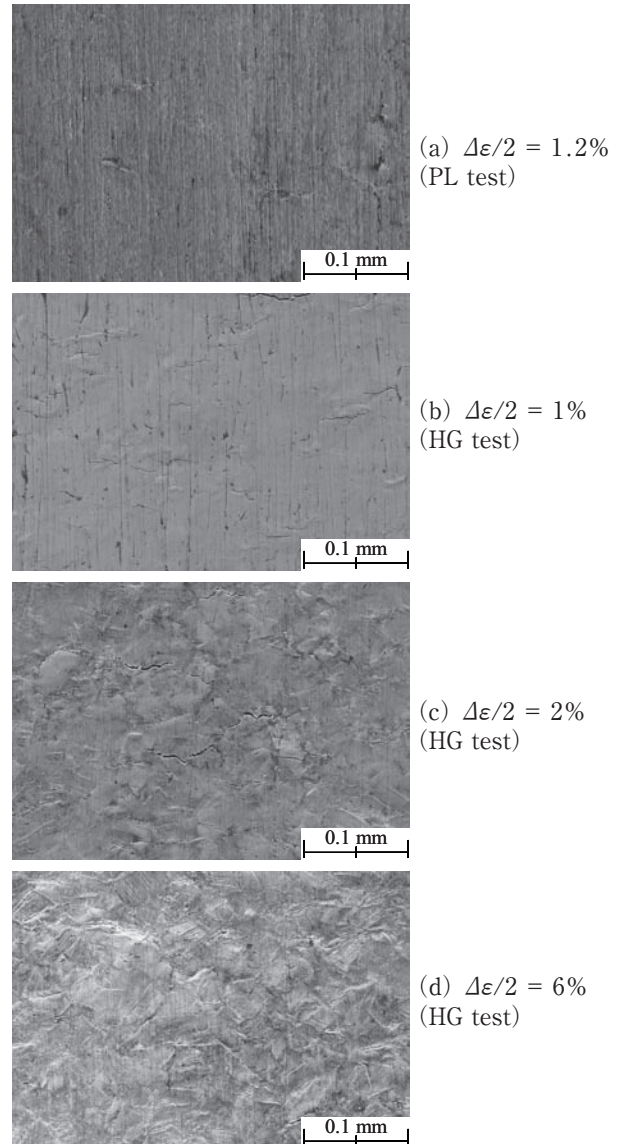 (a) Δε/2 = 1.2%
(PL test)
0.1 mm
(b) Δε/2 = 1%
(HG test)
0.1 mm
(c) Δε/2 = 2%
(HG test)
0.1 mm
(d) Δε/2 = 6%
(HG test)
0.1 mm